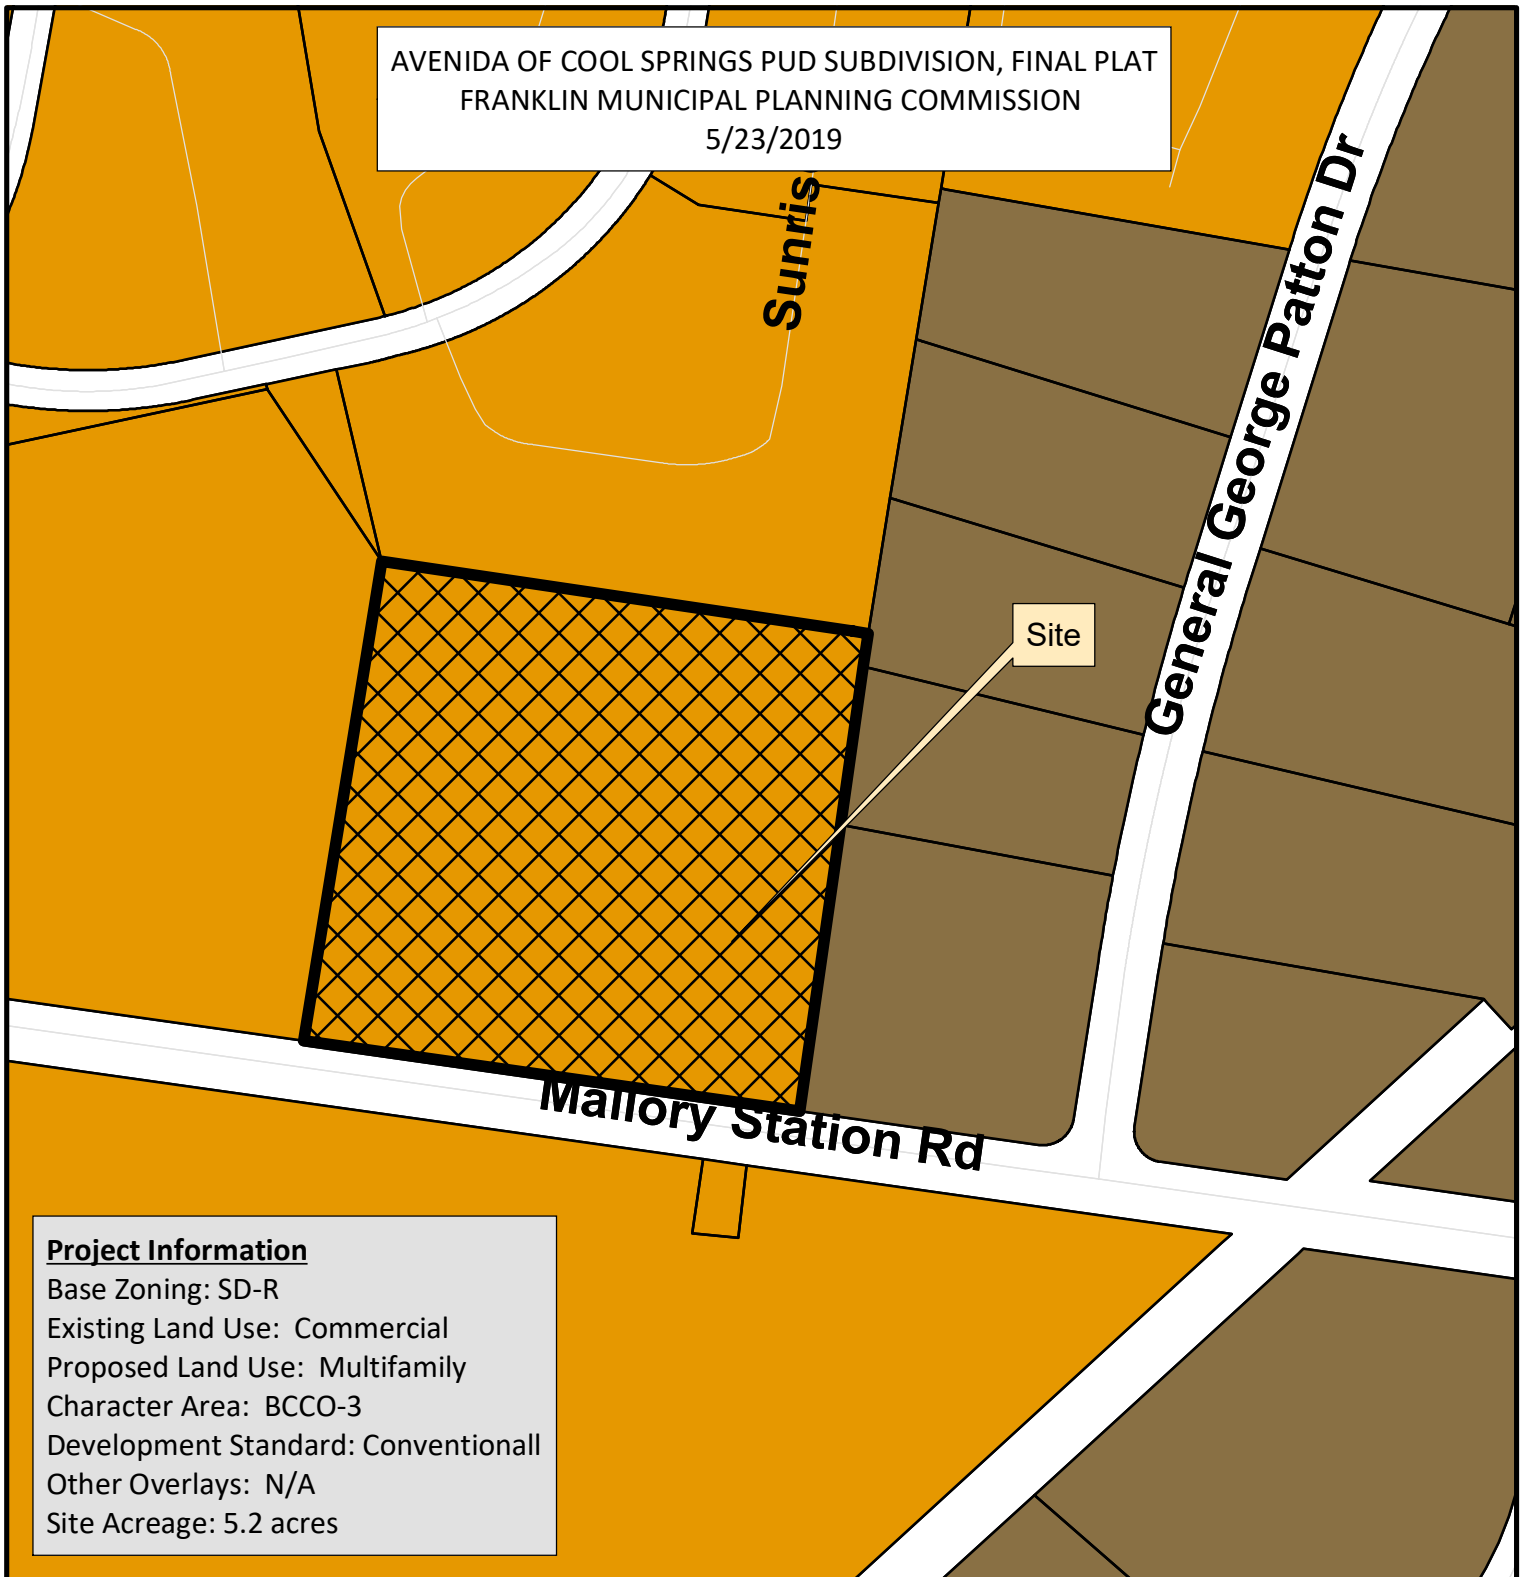 AVENIDA OF COOL SPRINGS PUD SUBDIVISION, FINAL PLAT
FRANKLIN MUNICIPAL PLANNING COMMISSION
5/23/2019
Sunris
General George Patton Dr
Site
Mallory Station Rd
Project Information
Base Zoning: SD-R
Existing Land Use: Commercial
Proposed Land Use: Multifamily
Character Area: BCCO-3
Development Standard: Conventionall
Other Overlays: N/A
Site Acreage: 5.2 acres